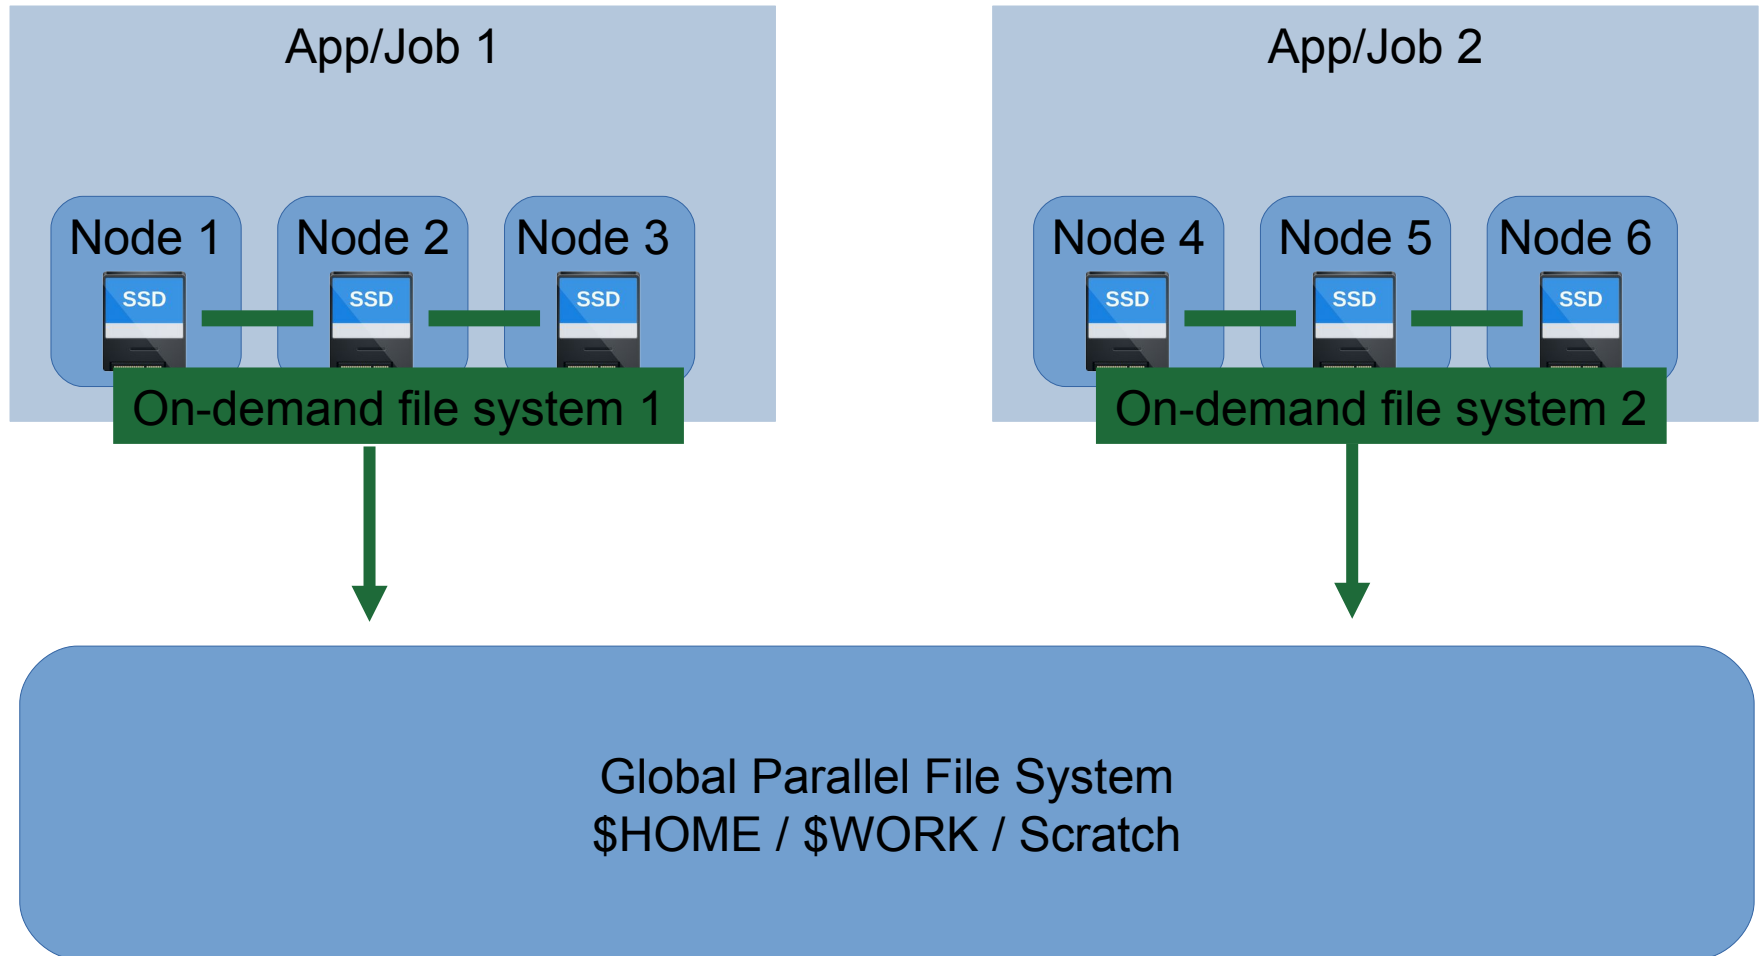 App/Job 1
App/Job 2
Node 1
Node 2
Node 3
Node 4
Node 5
Node 6
SSD
SSD
SSD
SSD
SSD
SSD
On-demand file system 1
On-demand file system 2
Global Parallel File System
$HOME / $WORK / Scratch